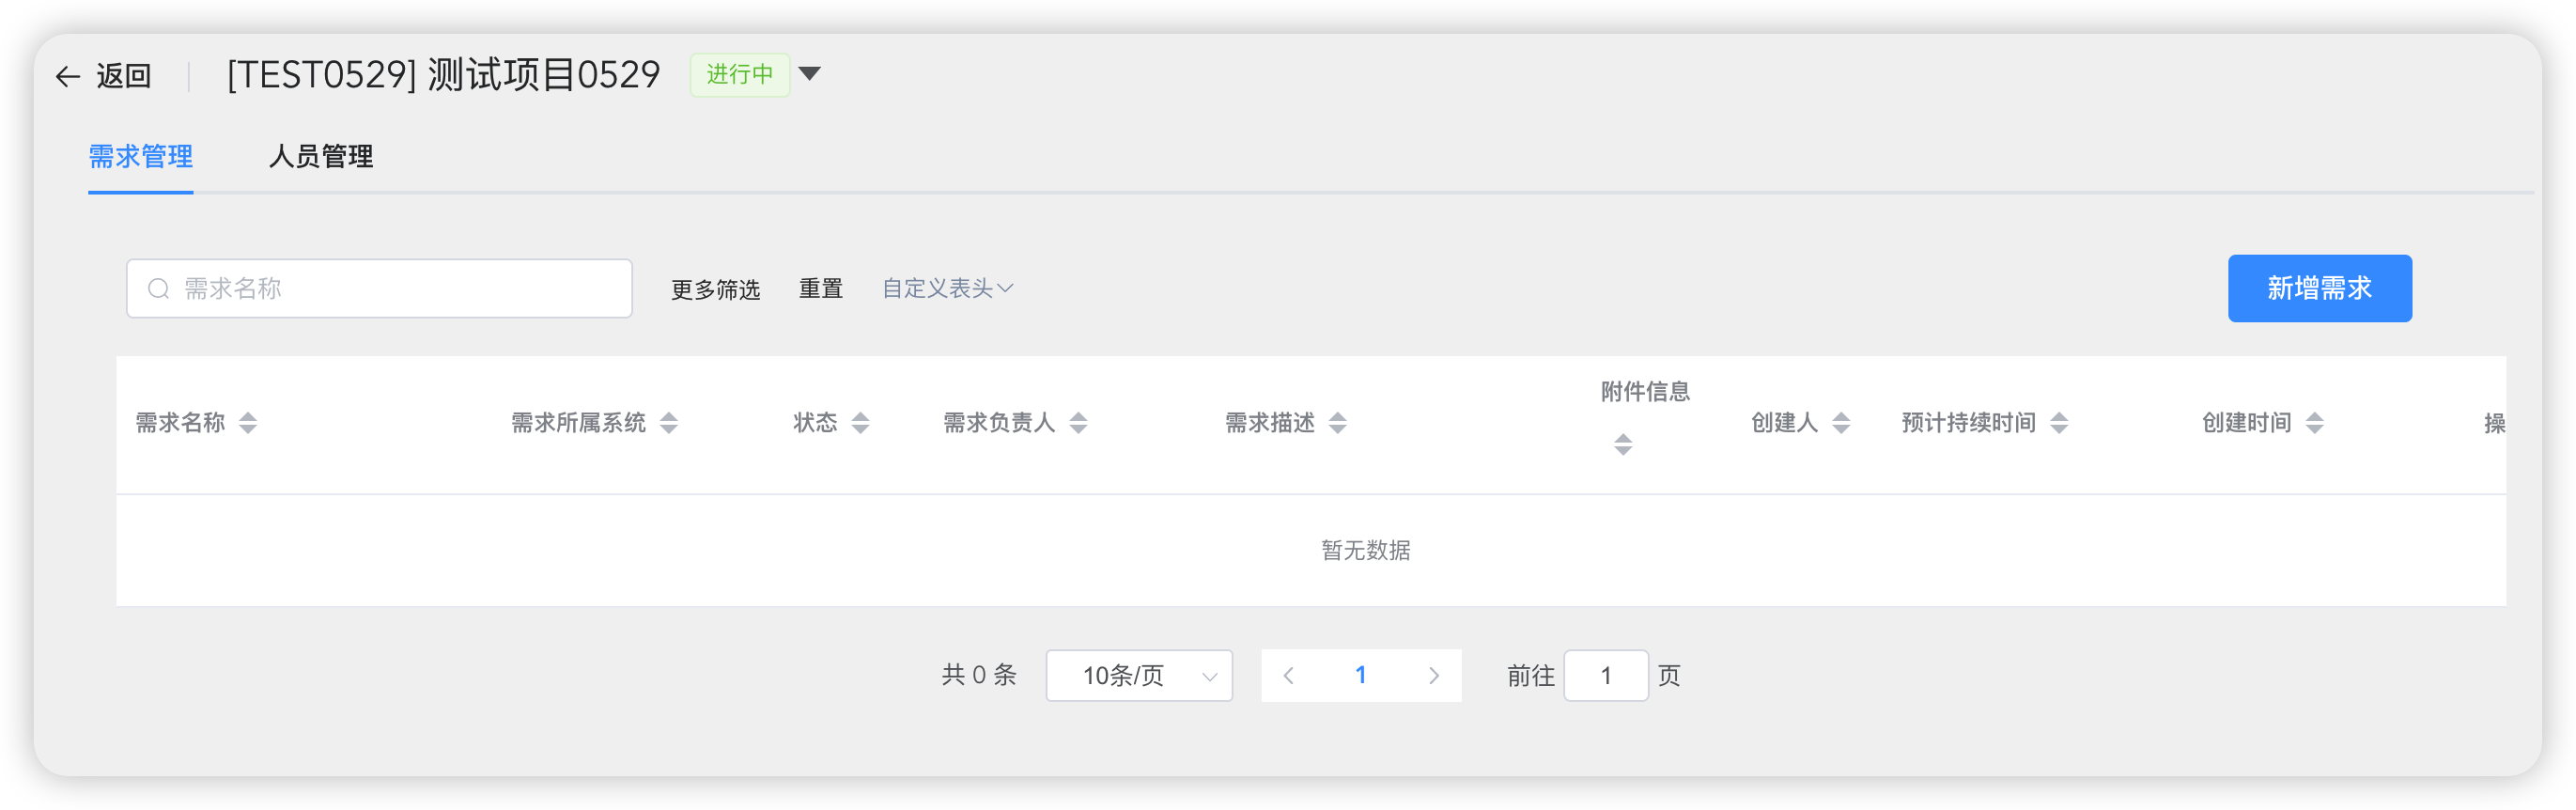 返回 [TEST0529] 测试项目0529 进行中
需求管理 人员管理
需求名称 更多筛选 重置 自定义表头 新增需求
需求名称 需求所属系统 状态 需求负责人 需求描述 附件信息 创建人 预计持续时间 创建时间 操
暂无数据
共 0 条 10条/页 1 前往 1 页